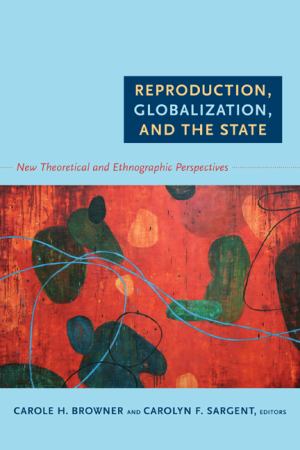 REPRODUCTION,
GLOBALIZATION,
AND THE STATE
New Theoretical and Ethnographic Perspectives
CAROLE H. BROWNER AND CAROLYN F. SARGENT, EDITORS